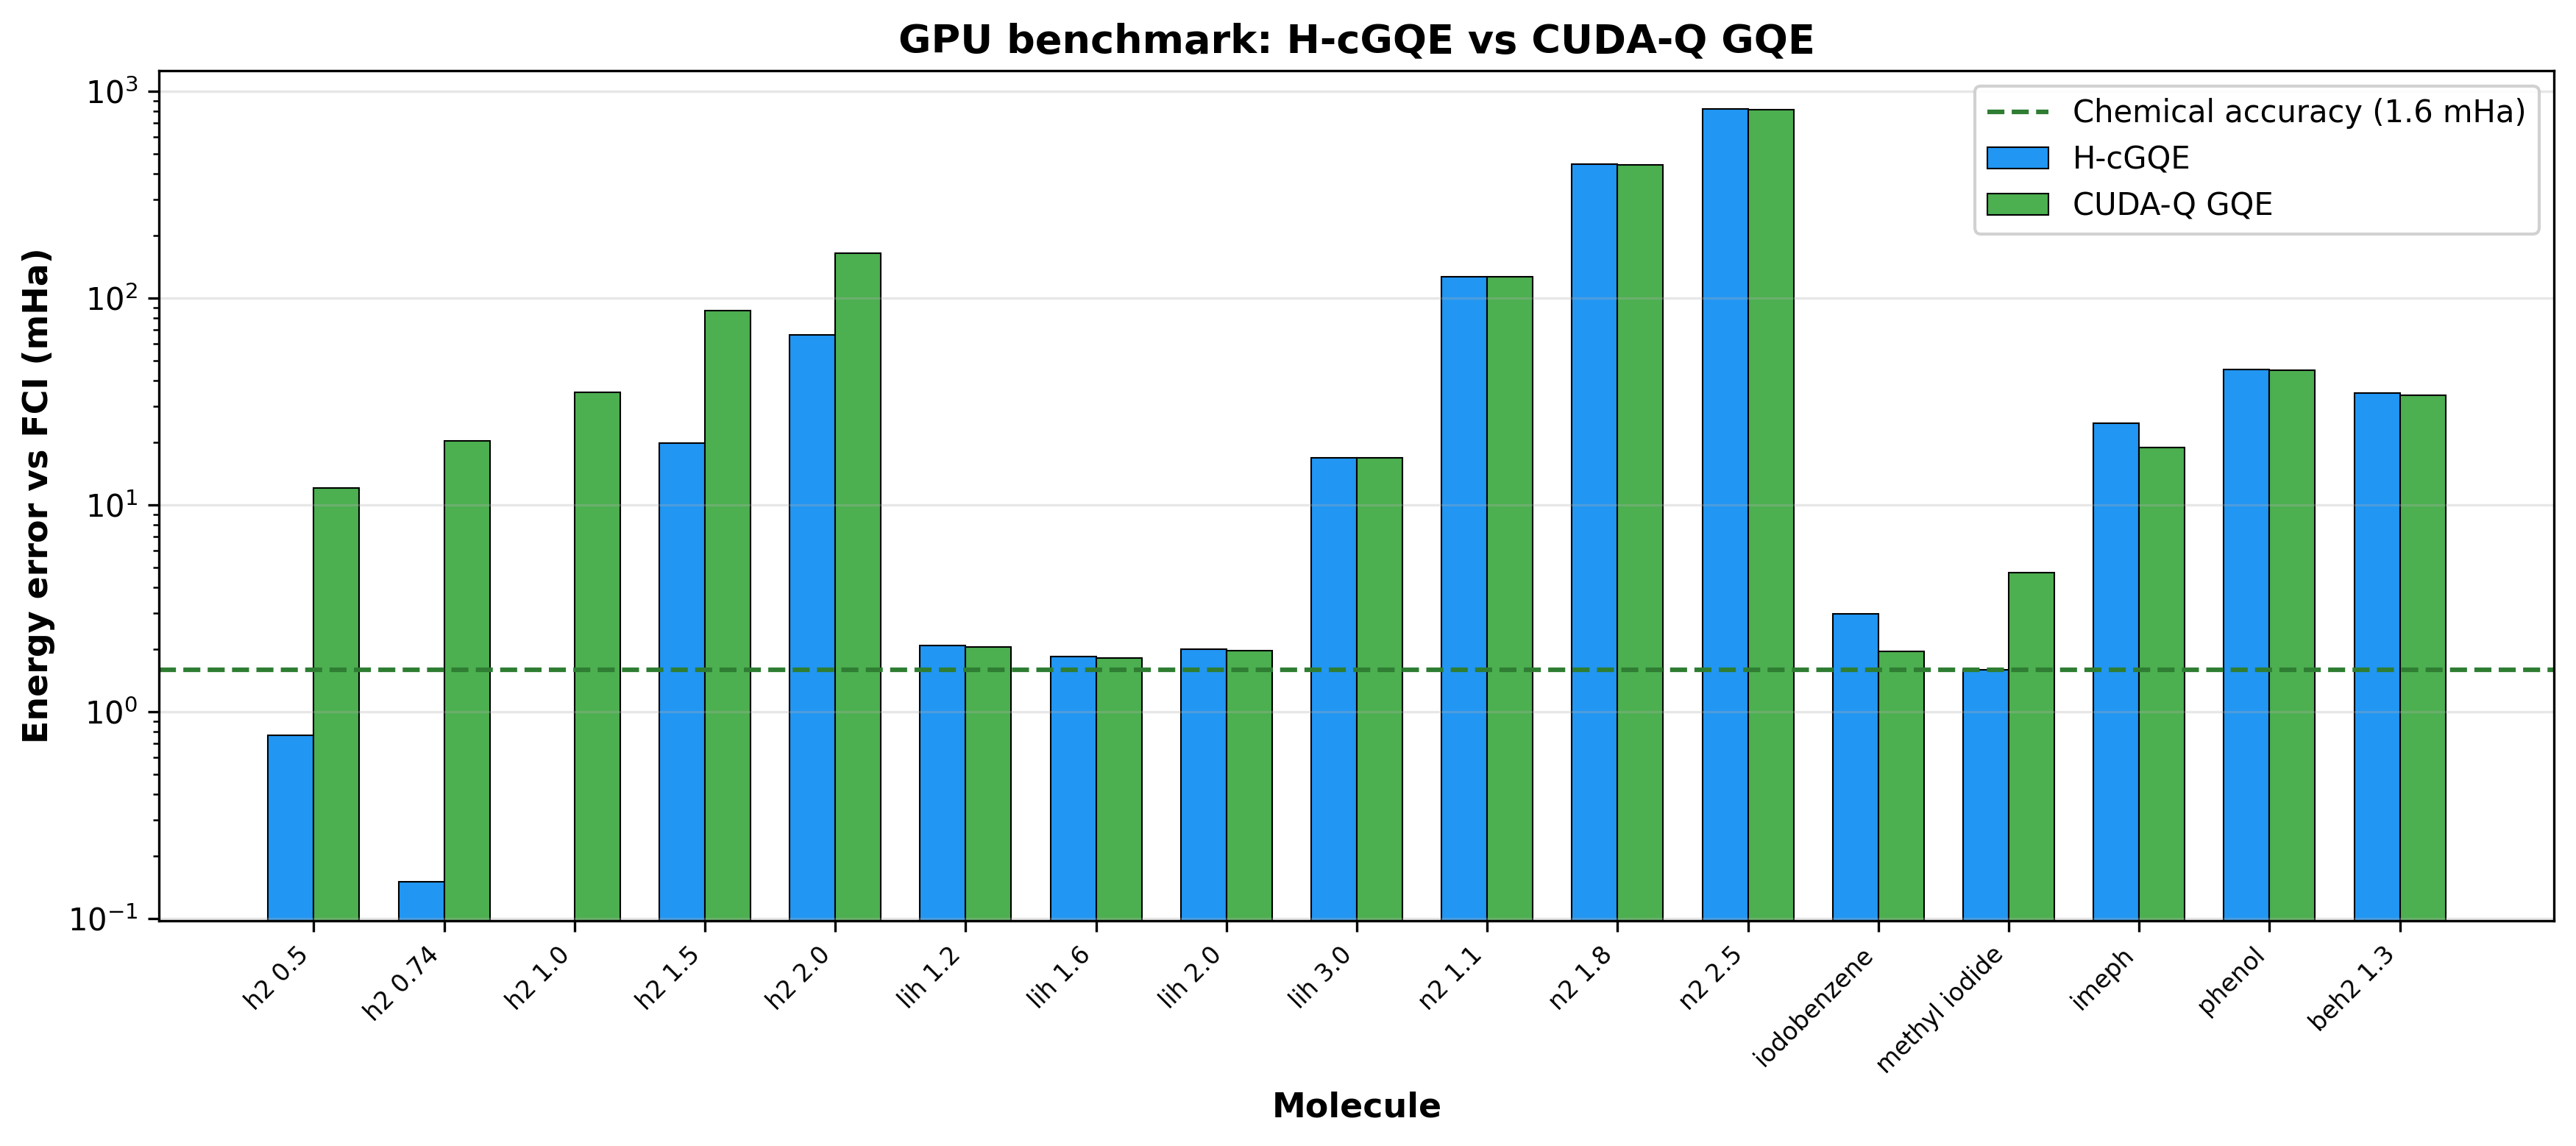 GPU benchmark: H-cGQE vs CUDA-Q GQE
Energy error vs FCI (mHa)
10³
10²
10¹
10⁰
10⁻¹
Chemical accuracy (1.6 mHa)
H-cGQE
CUDA-Q GQE
h2 0.5
h2 0.74
h2 1.0
h2 1.5
h2 2.0
lih 1.2
lih 1.6
lih 2.0
lih 3.0
n2 1.1
n2 1.8
n2 2.5
iodobenzene
methyl iodide
imeph
phenol
beh2 1.3
Molecule